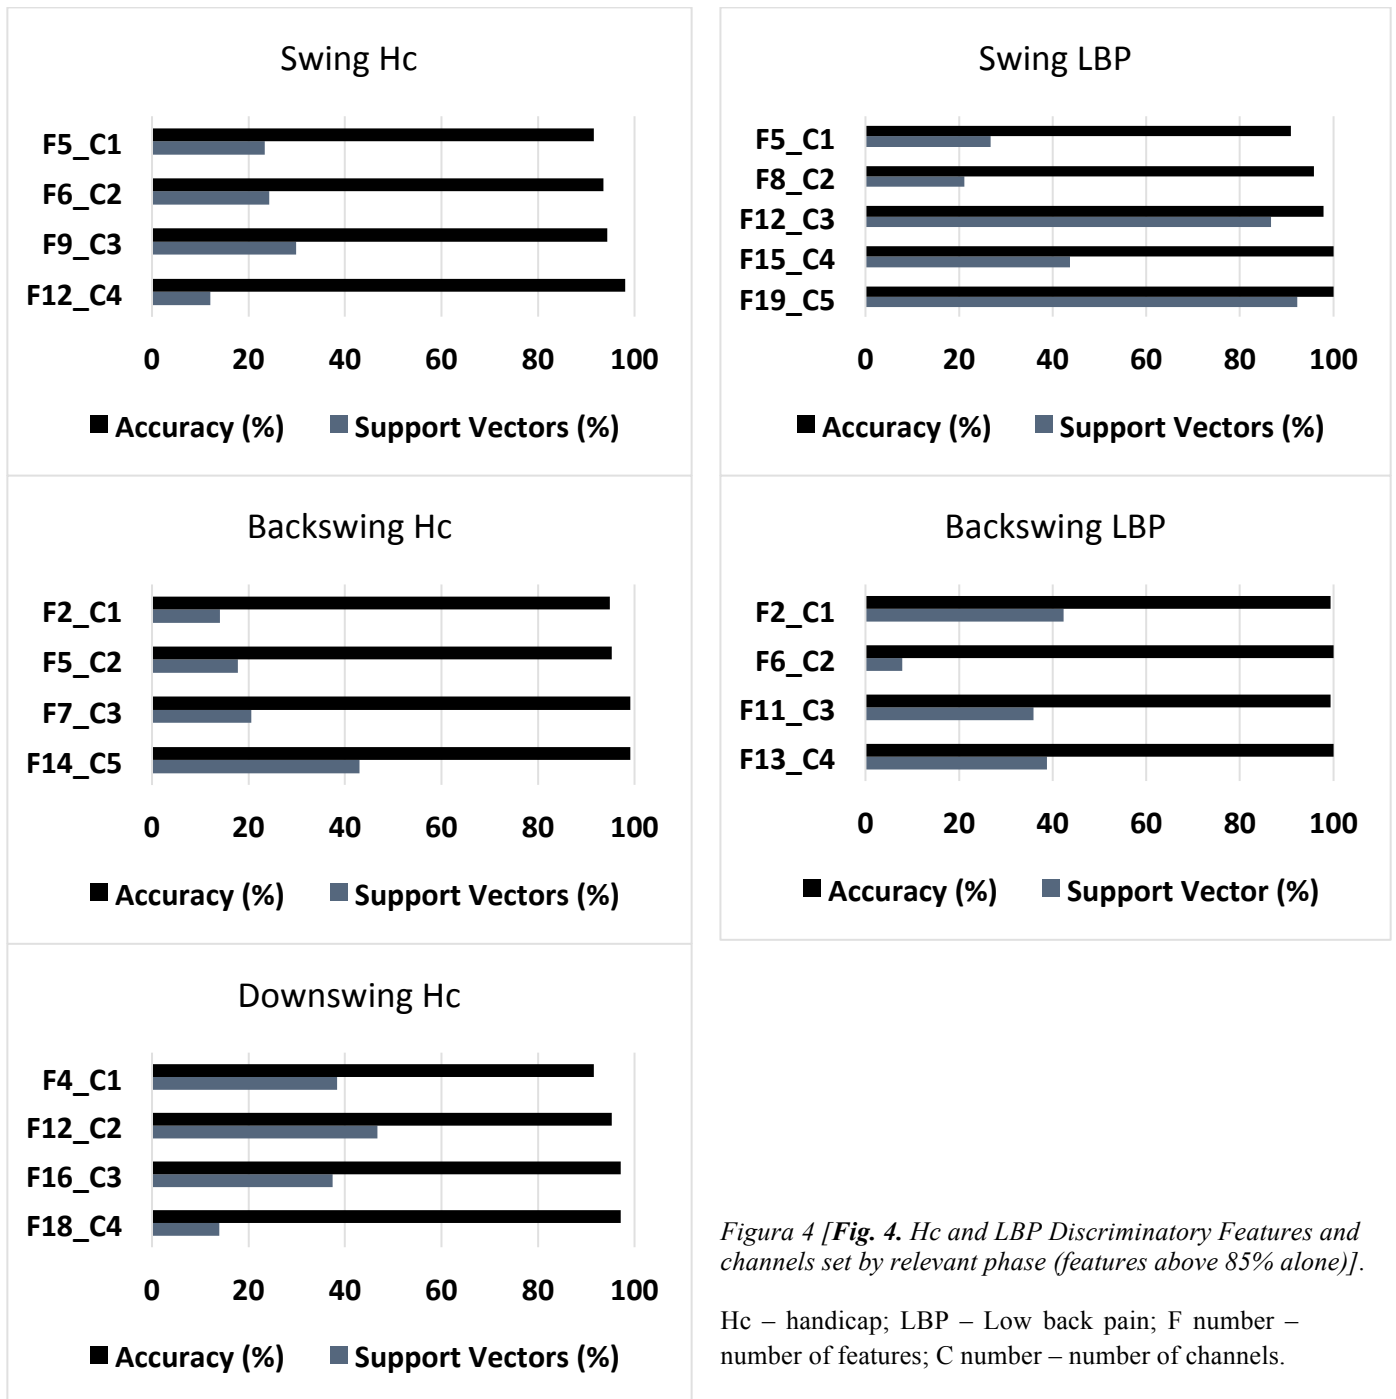 Swing Hc
F5_C1
F6_C2
F9_C3
F12_C4
0 20 40 60 80 100
Accuracy (%) Support Vectors (%)
Swing LBP
F5_C1
F8_C2
F12_C3
F15_C4
F19_C5
0 20 40 60 80 100
Accuracy (%) Support Vectors (%)
Backswing Hc
F2_C1
F5_C2
F7_C3
F14_C5
0 20 40 60 80 100
Accuracy (%) Support Vectors (%)
Backswing LBP
F2_C1
F6_C2
F11_C3
F13_C4
0 20 40 60 80 100
Accuracy (%) Support Vector (%)
Downswing Hc
F4_C1
F12_C2
F16_C3
F18_C4
0 20 40 60 80 100
Accuracy (%) Support Vectors (%)
Figura 4 [Fig. 4. Hc and LBP Discriminatory Features and
channels set by relevant phase (features above 85% alone)].
Hc – handicap; LBP – Low back pain; F number –
number of features; C number – number of channels.